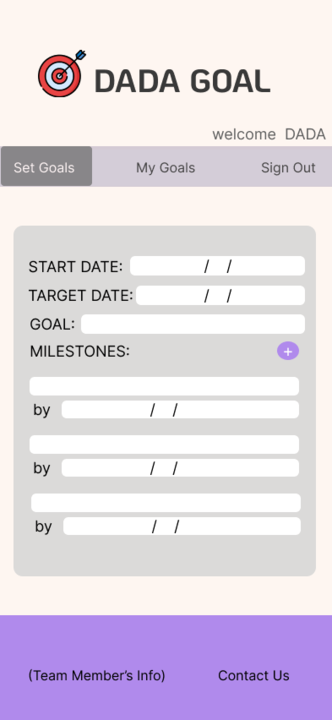 DADA GOAL
welcome DADA
Set Goals My Goals Sign Out
START DATE: / /
TARGET DATE: / /
GOAL:
MILESTONES: +
by / /
by / /
by / /
(Team Member's Info) Contact Us